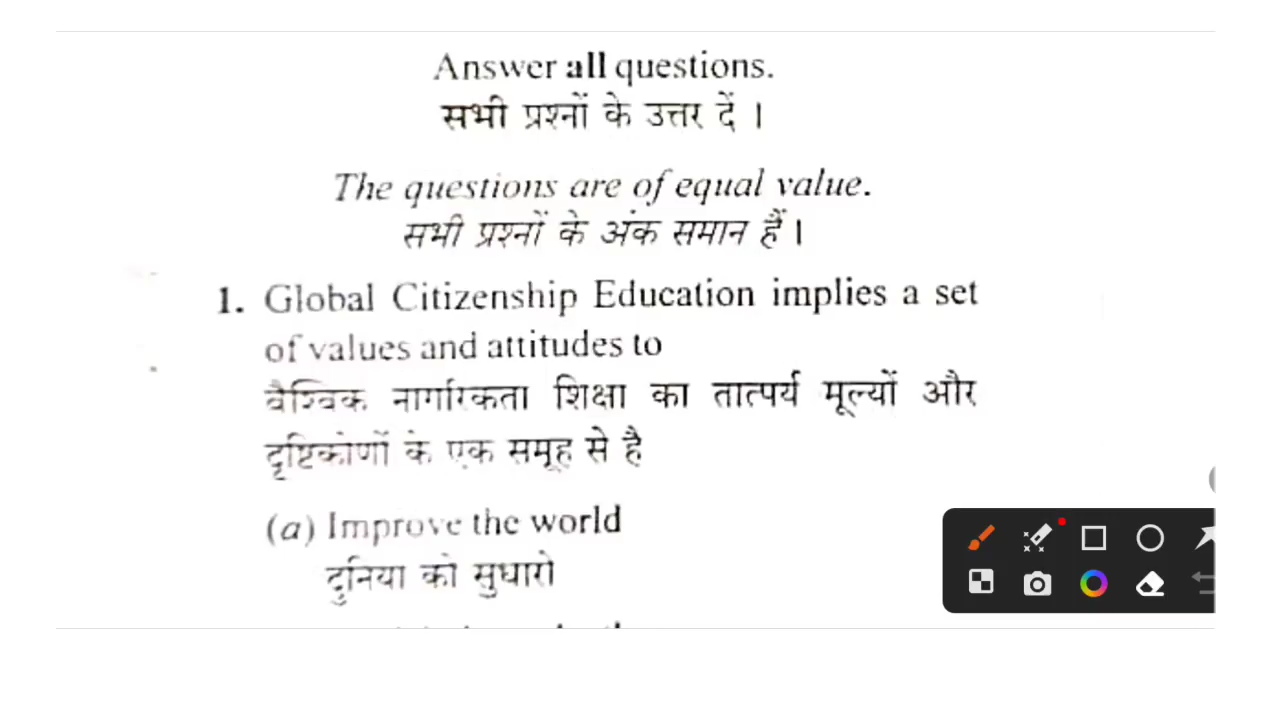 Answer all questions.
सभी प्रश्नों के उत्तर दें ।
The questions are of equal value.
सभी प्रश्नों के अंक समान हैं ।
1. Global Citizenship Education implies a set
of values and attitudes to
वैश्विक नागरिकता शिक्षा का तात्पर्य मूल्यों और
दृष्टिकोणों के एक समूह से है
(a) Improve the world
दुनिया को सुधारो